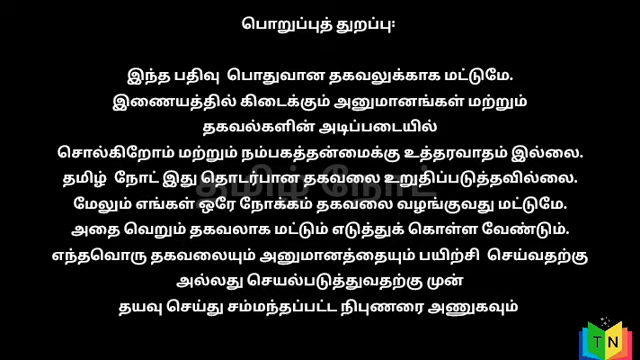 பொறுப்புத் துறப்பு:
இந்த பதிவு பொதுவான தகவலுக்காக மட்டுமே.
இணையத்தில் கிடைக்கும் அனுமானங்கள் மற்றும்
தகவல்களின் அடிப்படையில்
சொல்கிறோம் மற்றும் நம்பகத்தன்மைக்கு உத்தரவாதம் இல்லை.
தமிழ் நோட் இது தொடர்பான தகவலை உறுதிப்படுத்தவில்லை.
தமிழ் நோட்
மேலும் எங்கள் ஒரே நோக்கம் தகவலை வழங்குவது மட்டுமே.
அதை வெறும் தகவலாக மட்டும் எடுத்துக் கொள்ள வேண்டும்.
எந்தவொரு தகவலையும் அனுமானத்தையும் பயிற்சி செய்வதற்கு
அல்லது செயல்படுத்துவதற்கு முன்
தயவு செய்து சம்மந்தப்பட்ட நிபுணரை அணுகவும்
T N